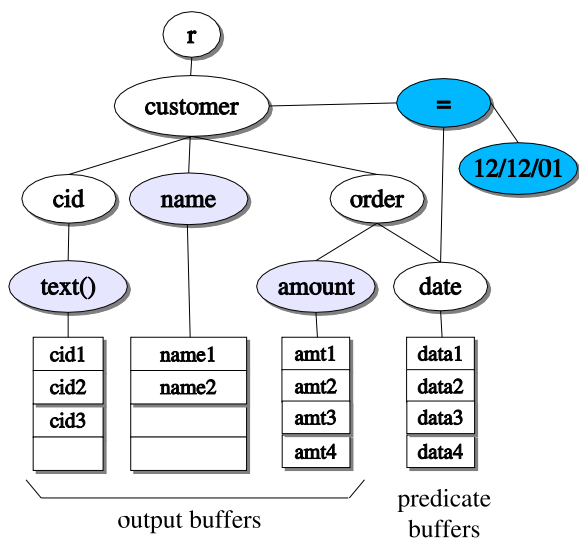 r
customer
=
12/12/01
cid
name
order
text()
amount
date
cid1
name1
amt1
data1
cid2
name2
amt2
data2
cid3
amt3
data3
amt4
data4
output buffers
predicate
buffers